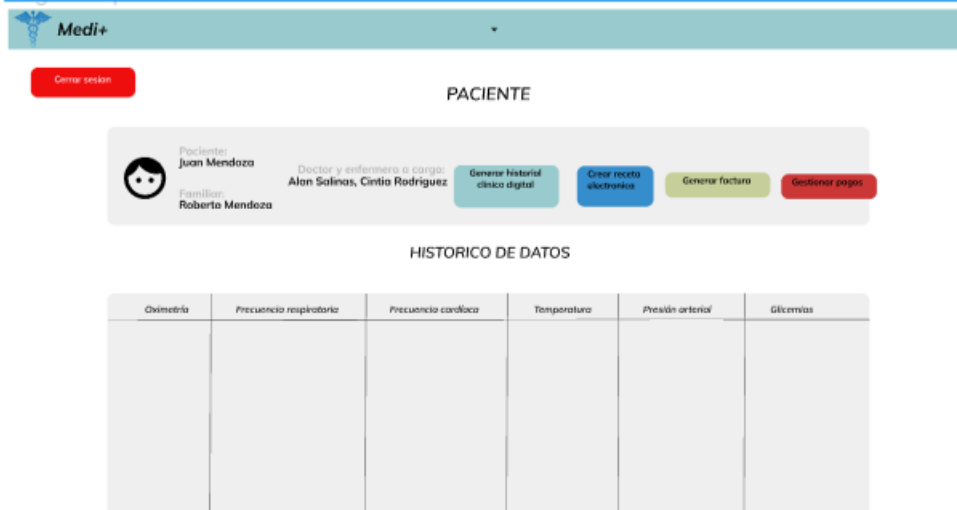 Medi+
Cerrar sesion
PACIENTE
Paciente:
Juan Mendoza
Familiar:
Roberto Mendoza
Doctor y enfermera a cargo:
Alan Salinas, Cintia Rodriguez
Generar historial
clinico digital
Crear receta
electronica
Generar factura
Gestionar pagos
HISTORICO DE DATOS
Oximetría
Frecuencia respiratoria
Frecuencia cardíaca
Temperatura
Presión arterial
Glicemias